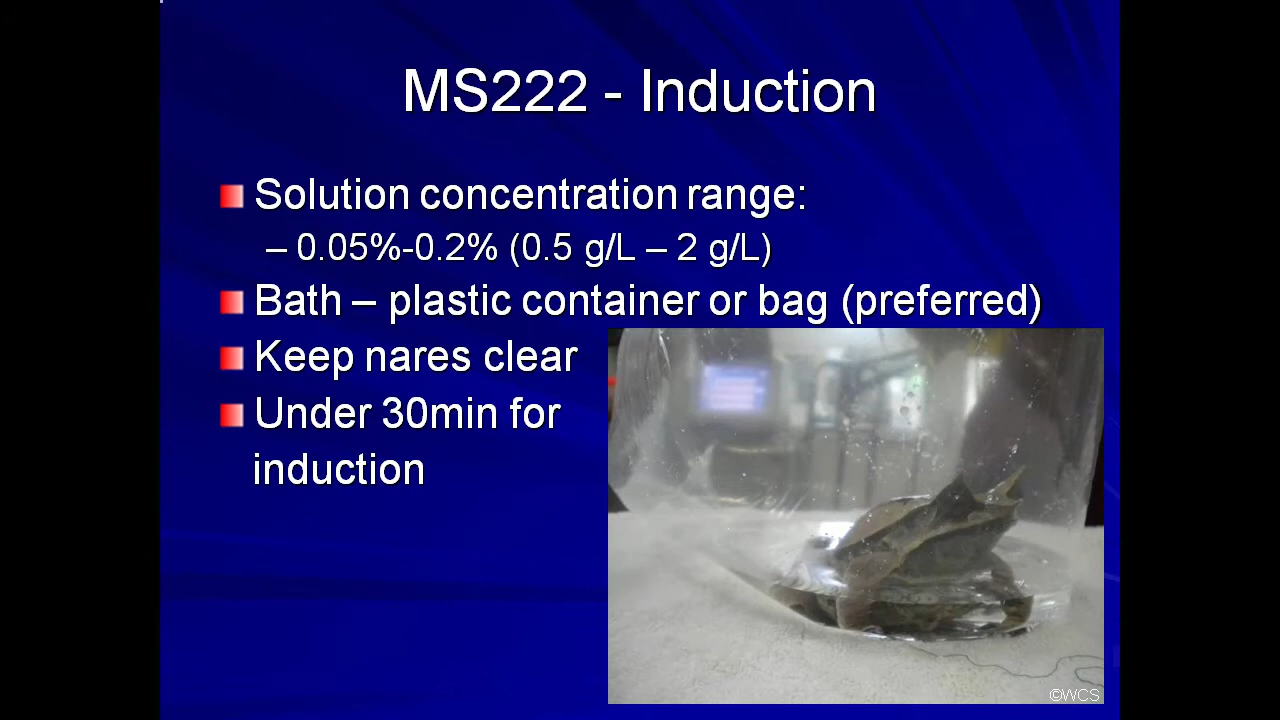 MS222 - Induction
Solution concentration range:
– 0.05%-0.2% (0.5 g/L – 2 g/L)
Bath – plastic container or bag (preferred)
Keep nares clear
Under 30min for
induction
©WCS